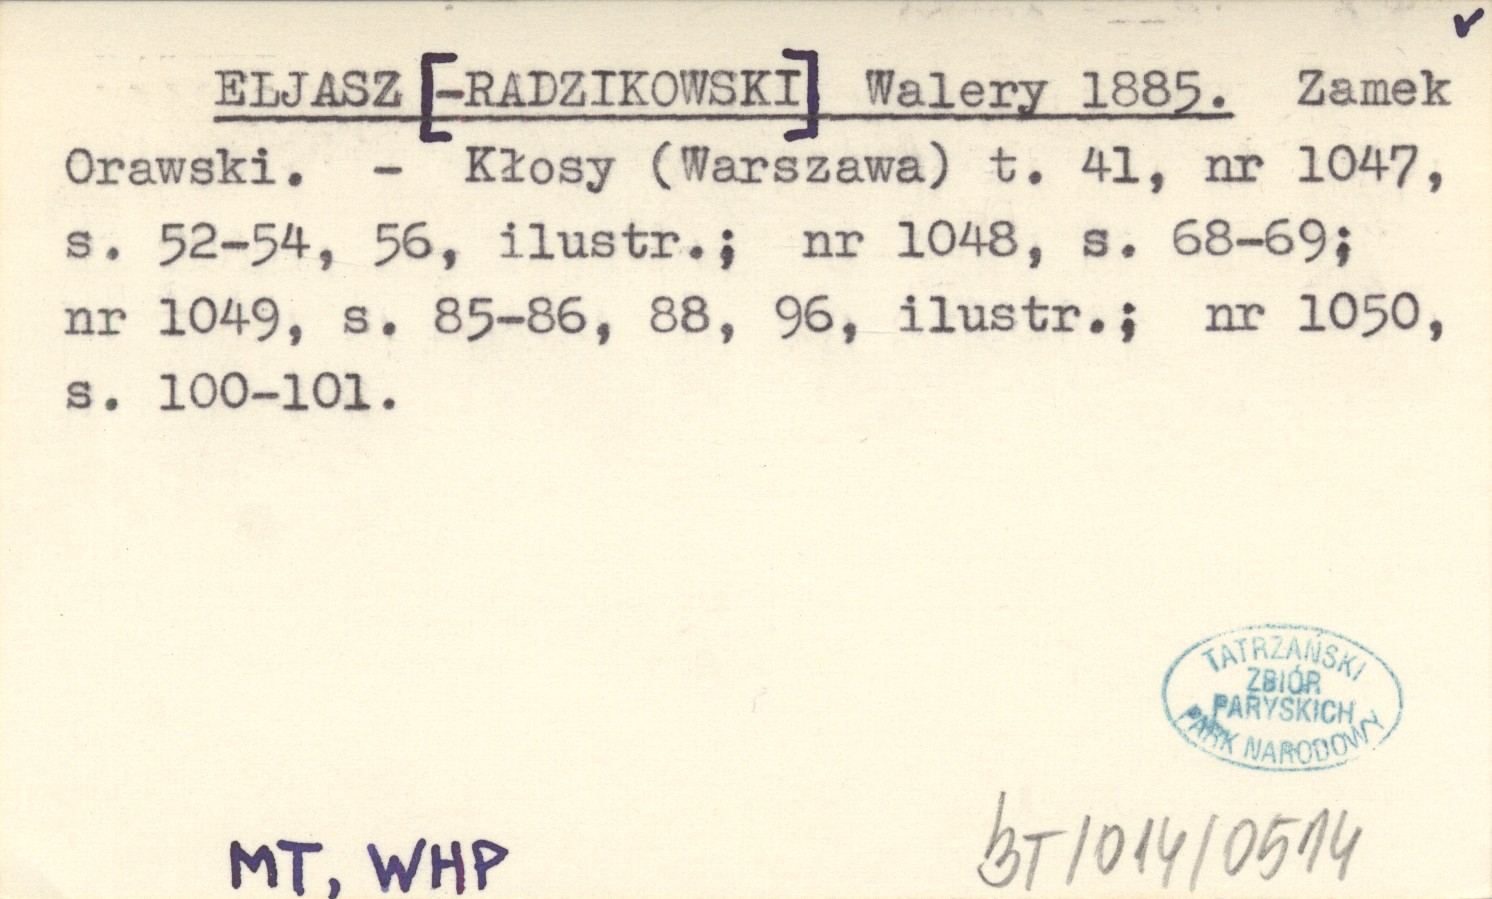 ✓
ELJASZ [-RADZIKOWSKI] Walery 1885. Zamek
Orawski. - Kłosy (Warszawa) t. 41, nr 1047,
s. 52-54, 56, ilustr.; nr 1048, s. 68-69;
nr 1049, s. 85-86, 88, 96, ilustr.; nr 1050,
s. 100-101.
TATRZAŃSKI
ZBIÓR
PARYSKICH
PARK NARODOWY
MT, WHP
BT/014/0514